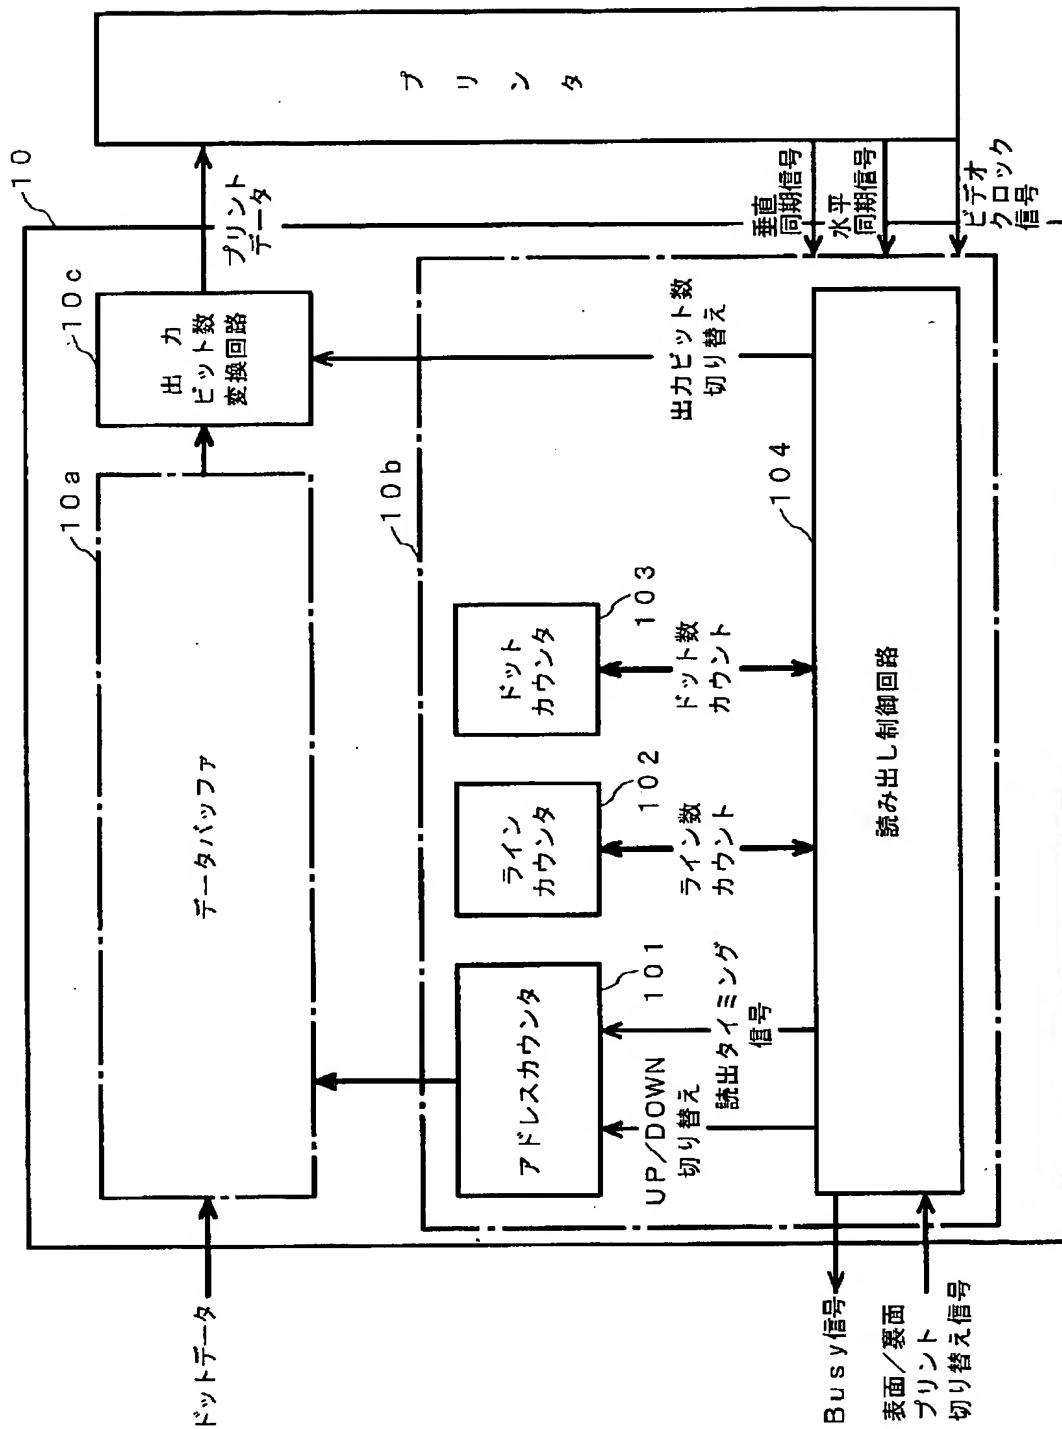 10
プリンタ
プリント
データ
垂直
同期信号
水平
同期信号
ビデオ
クロック
信号
10c
出 力
ビット数
変換回路
出力ビット数
切り替え
10a
データバッファ
10b
104
ドット
カウンタ
103
ドット数
カウント
ライン
カウンタ
102
ライン数
カウント
読み出し制御回路
アドレスカウンタ
101
読出タイミング
信号
UP/DOWN
切り替え
ドットデータ
Busy信号
表面/裏面
プリント
切り替え信号